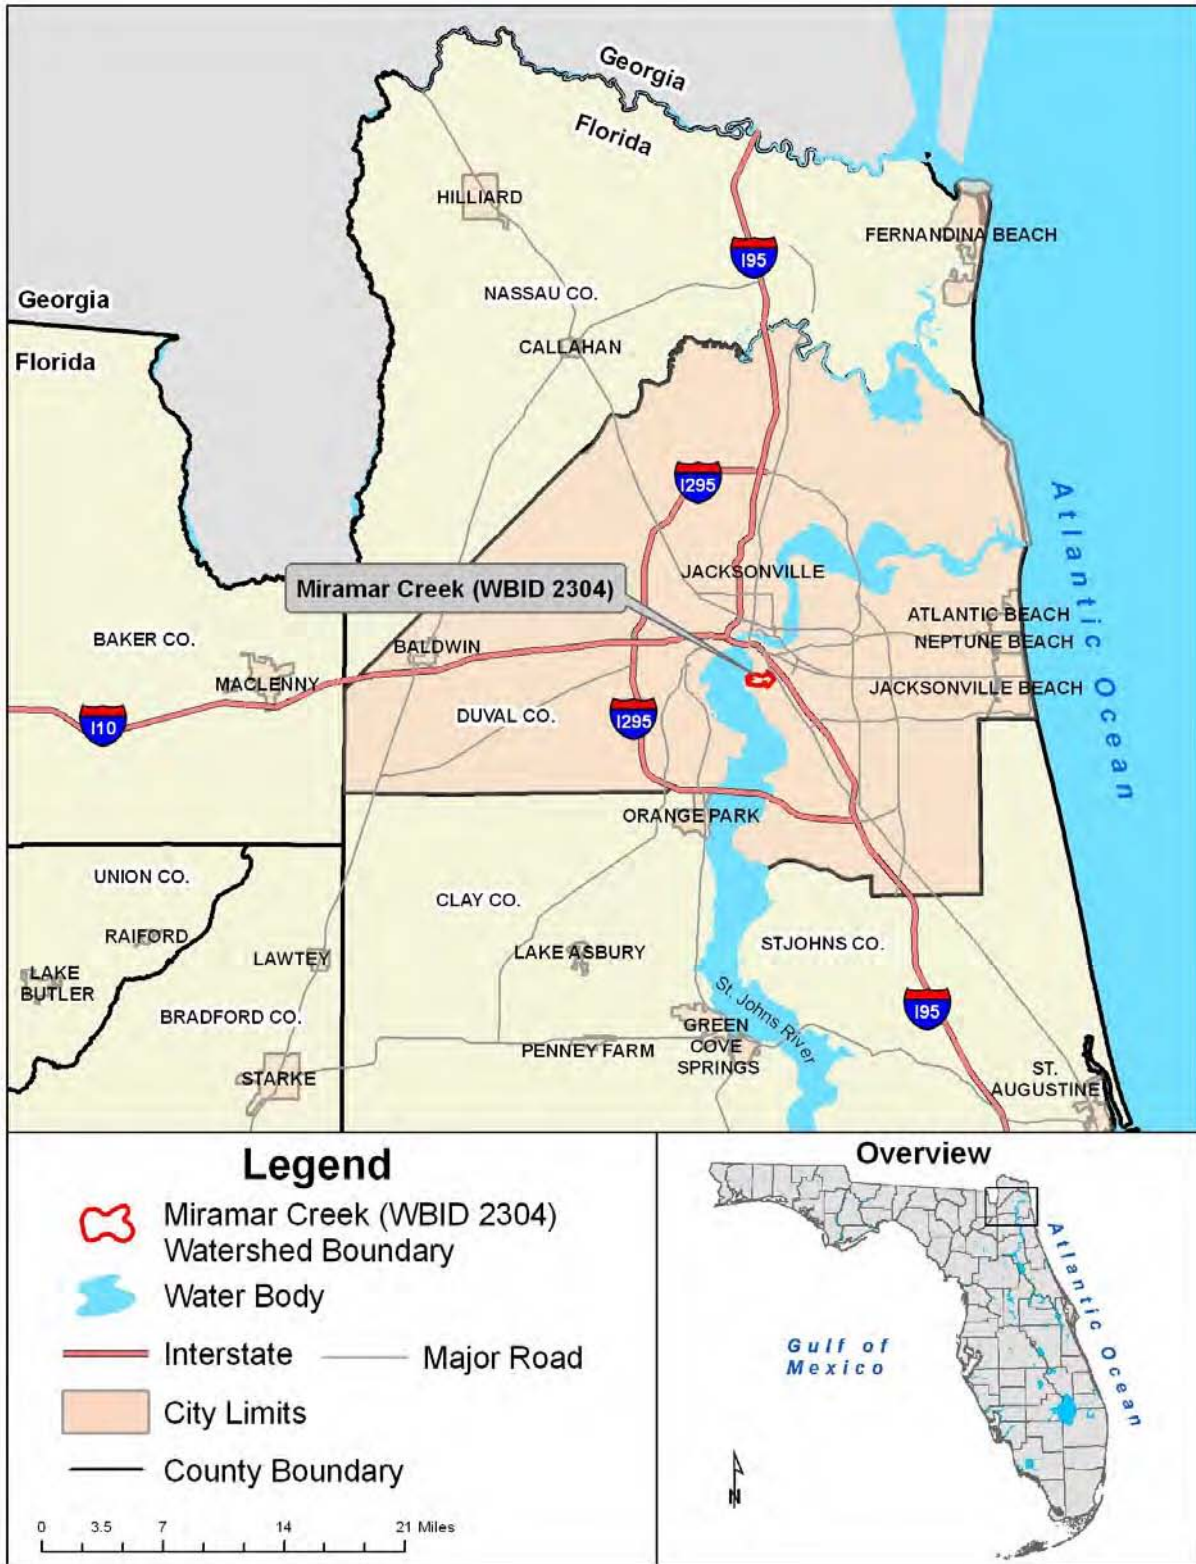 Georgia
Florida
HILLIARD
FERNANDINA BEACH
I95
NASSAU CO.
Georgia
CALLAHAN
Florida
I295
Atlantic Ocean
JACKSONVILLE
Miramar Creek (WBID 2304)
ATLANTIC BEACH
BAKER CO.
BALDWIN
NEPTUNE BEACH
MACLENNY
JACKSONVILLE BEACH
DUVAL CO.
I10
I295
ORANGE PARK
UNION CO.
CLAY CO.
RAIFORD
LAWTEY
LAKE ASBURY
STJOHNS CO.
LAKE
BUTLER
BRADFORD CO.
St. Johns River
I95
GREEN
COVE
SPRINGS
PENNEY FARM
STARKE
ST.
AUGUSTINE
Legend
Miramar Creek (WBID 2304)
Watershed Boundary
Water Body
Interstate
Major Road
City Limits
County Boundary
0 3.5 7 14 21 Miles
Overview
Atlantic Ocean
Gulf of
Mexico
N